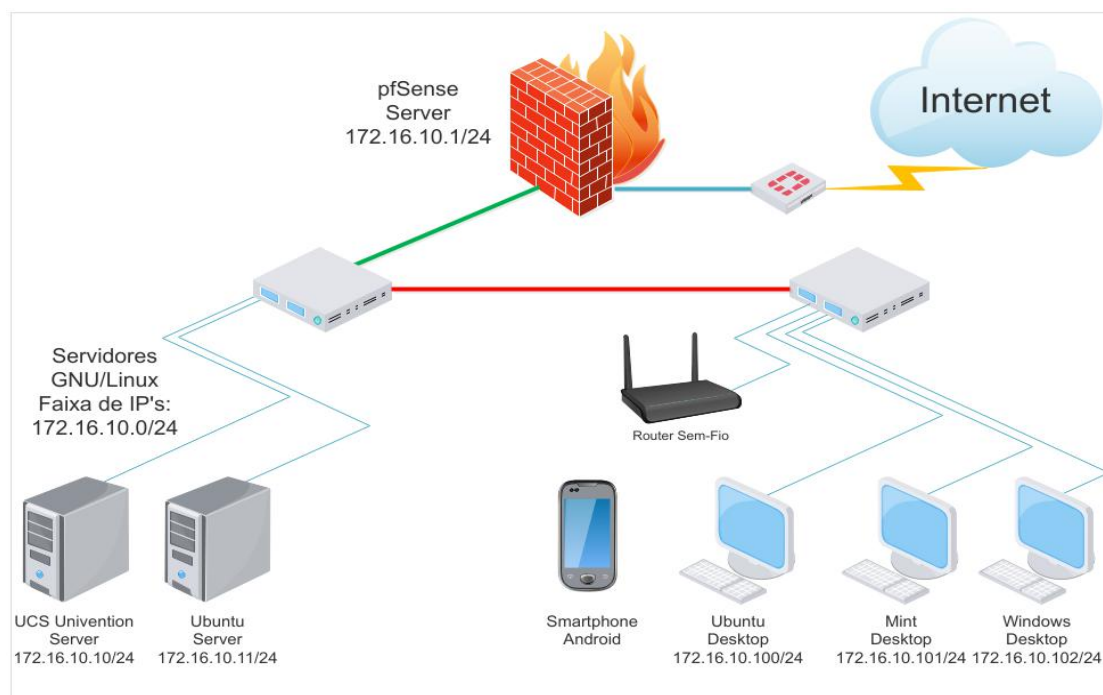 pfSense
Server
172.16.10.1/24
Internet
Servidores
GNU/Linux
Faixa de IP's:
172.16.10.0/24
Router Sem-Fio
UCS Univention
Server
172.16.10.10/24
Ubuntu
Server
172.16.10.11/24
Smartphone
Android
Ubuntu
Desktop
172.16.10.100/24
Mint
Desktop
172.16.10.101/24
Windows
Desktop
172.16.10.102/24